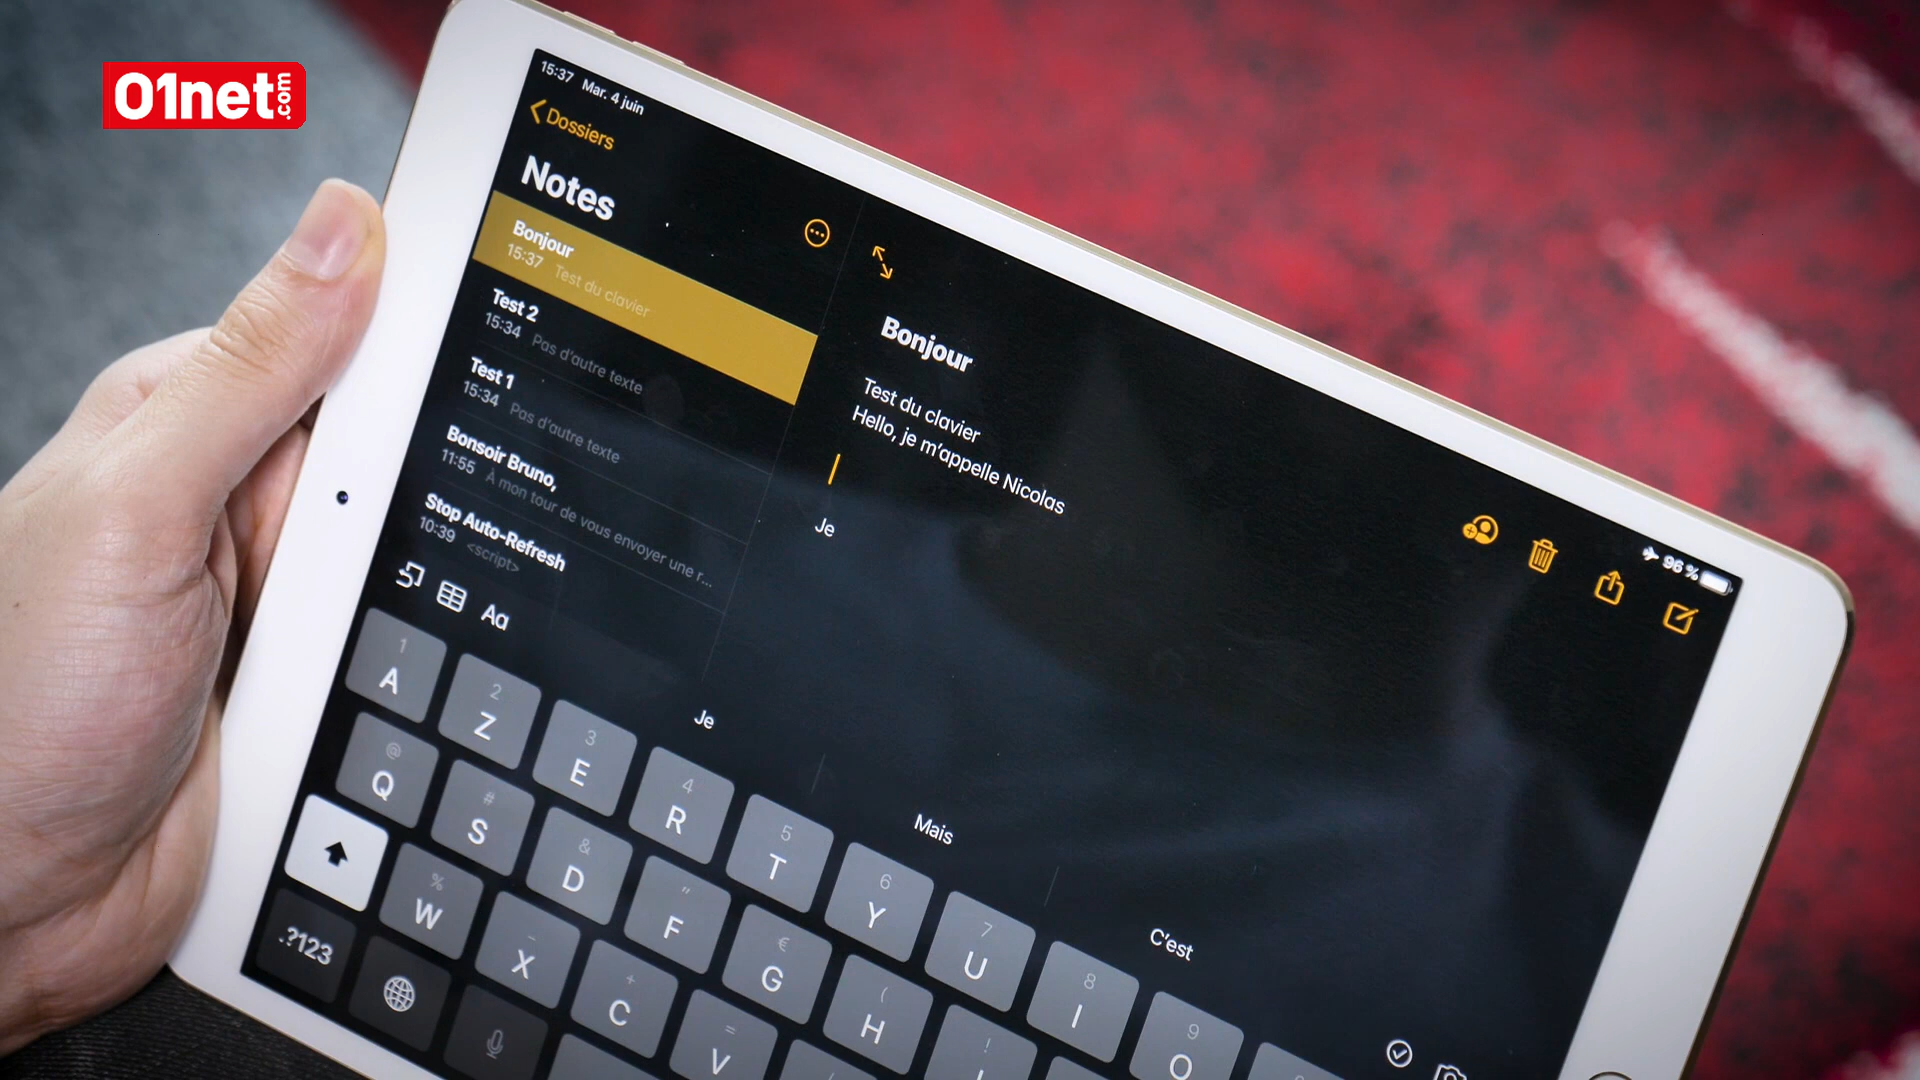 01net.com
15:37 Mar. 4 juin
96 %
Dossiers
Notes
Bonjour
15:37 Test du clavier
Test 2
15:34 Pas d'autre texte
Test 1
15:34 Pas d'autre texte
Bonsoir Bruno,
11:55 À mon tour de vous envoyer une r...
Stop Auto-Refresh
10:39 <script>
Bonjour
Test du clavier
Hello, je m'appelle Nicolas
Je
Aa
Je
Mais
C'est
1 2 3 4 5 6 7 8 9
A Z E R T Y U I O
@ # & " € ( !
Q S D F G H
% - + =
W X C V
.?123